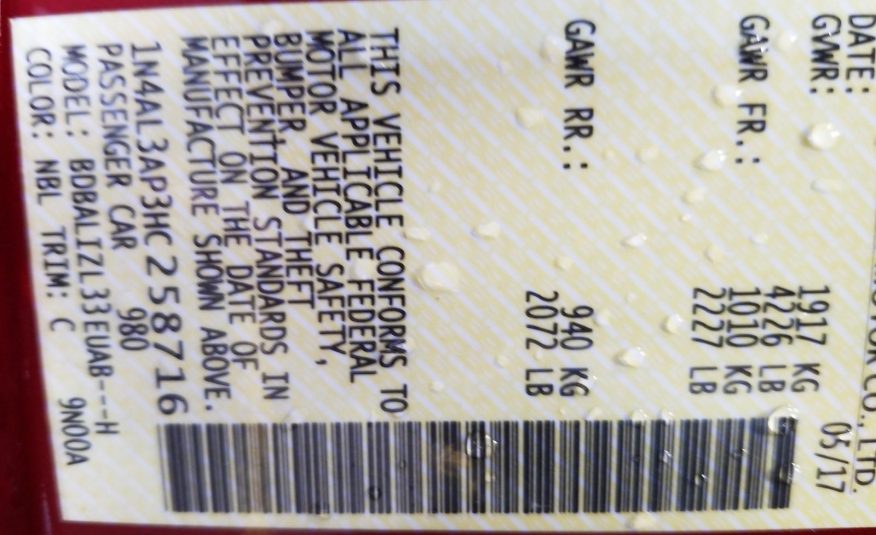 MOTOR CO., LTD.
DATE: 05/17
GVWR: 1917 KG
4226 LB
GAWR FR.: 1010 KG
2227 LB
GAWR RR.: 940 KG
2072 LB
THIS VEHICLE CONFORMS TO
ALL APPLICABLE FEDERAL
MOTOR VEHICLE SAFETY,
BUMPER, AND THEFT
PREVENTION STANDARDS IN
EFFECT ON THE DATE OF
MANUFACTURE SHOWN ABOVE.
1N4AL3AP3HC258716
PASSENGER CAR 980
MODEL: BDBALIZL33EUAB---H
COLOR: NBL TRIM: C 9N00A